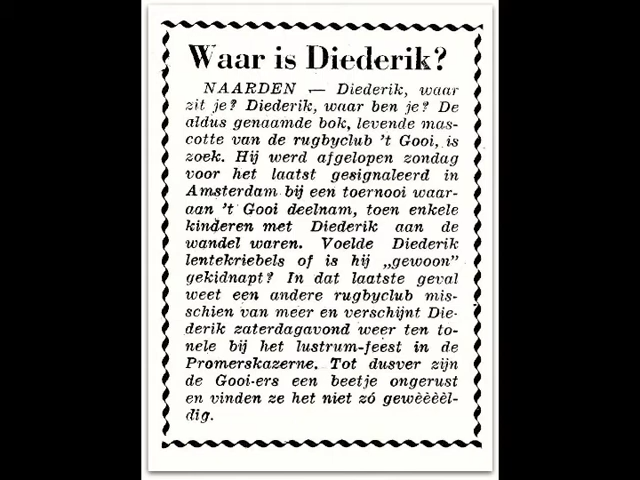 Waar is Diederik?
NAARDEN — Diederik, waar
zit je? Diederik, waar ben je? De
aldus genaamde bok, levende mas-
cotte van de rugbyclub 't Gooi, is
zoek. Hij werd afgelopen zondag
voor het laatst gesignaleerd in
Amsterdam bij een toernooi waar-
aan 't Gooi deelnam, toen enkele
kinderen met Diederik aan de
wandel waren. Voelde Diederik
lentekriebels of is hij „gewoon”
gekidnapt? In dat laatste geval
weet een andere rugbyclub mis-
schien van meer en verschijnt Die-
derik zaterdagavond weer ten to-
nele bij het lustrum-feest in de
Promerskazerne. Tot dusver zijn
de Gooi-ers een beetje ongerust
en vinden ze het niet zó gewèèèèl-
dig.